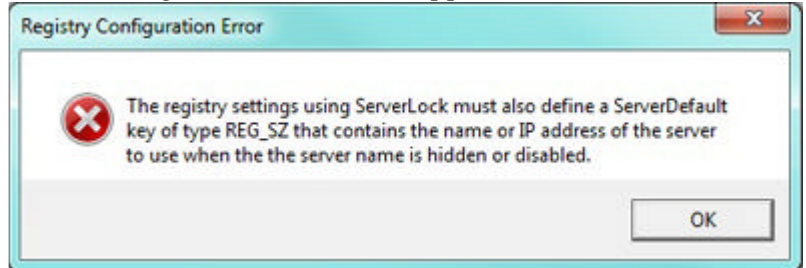 Registry Configuration Error
The registry settings using ServerLock must also define a ServerDefault
key of type REG_SZ that contains the name or IP address of the server
to use when the the server name is hidden or disabled.
OK